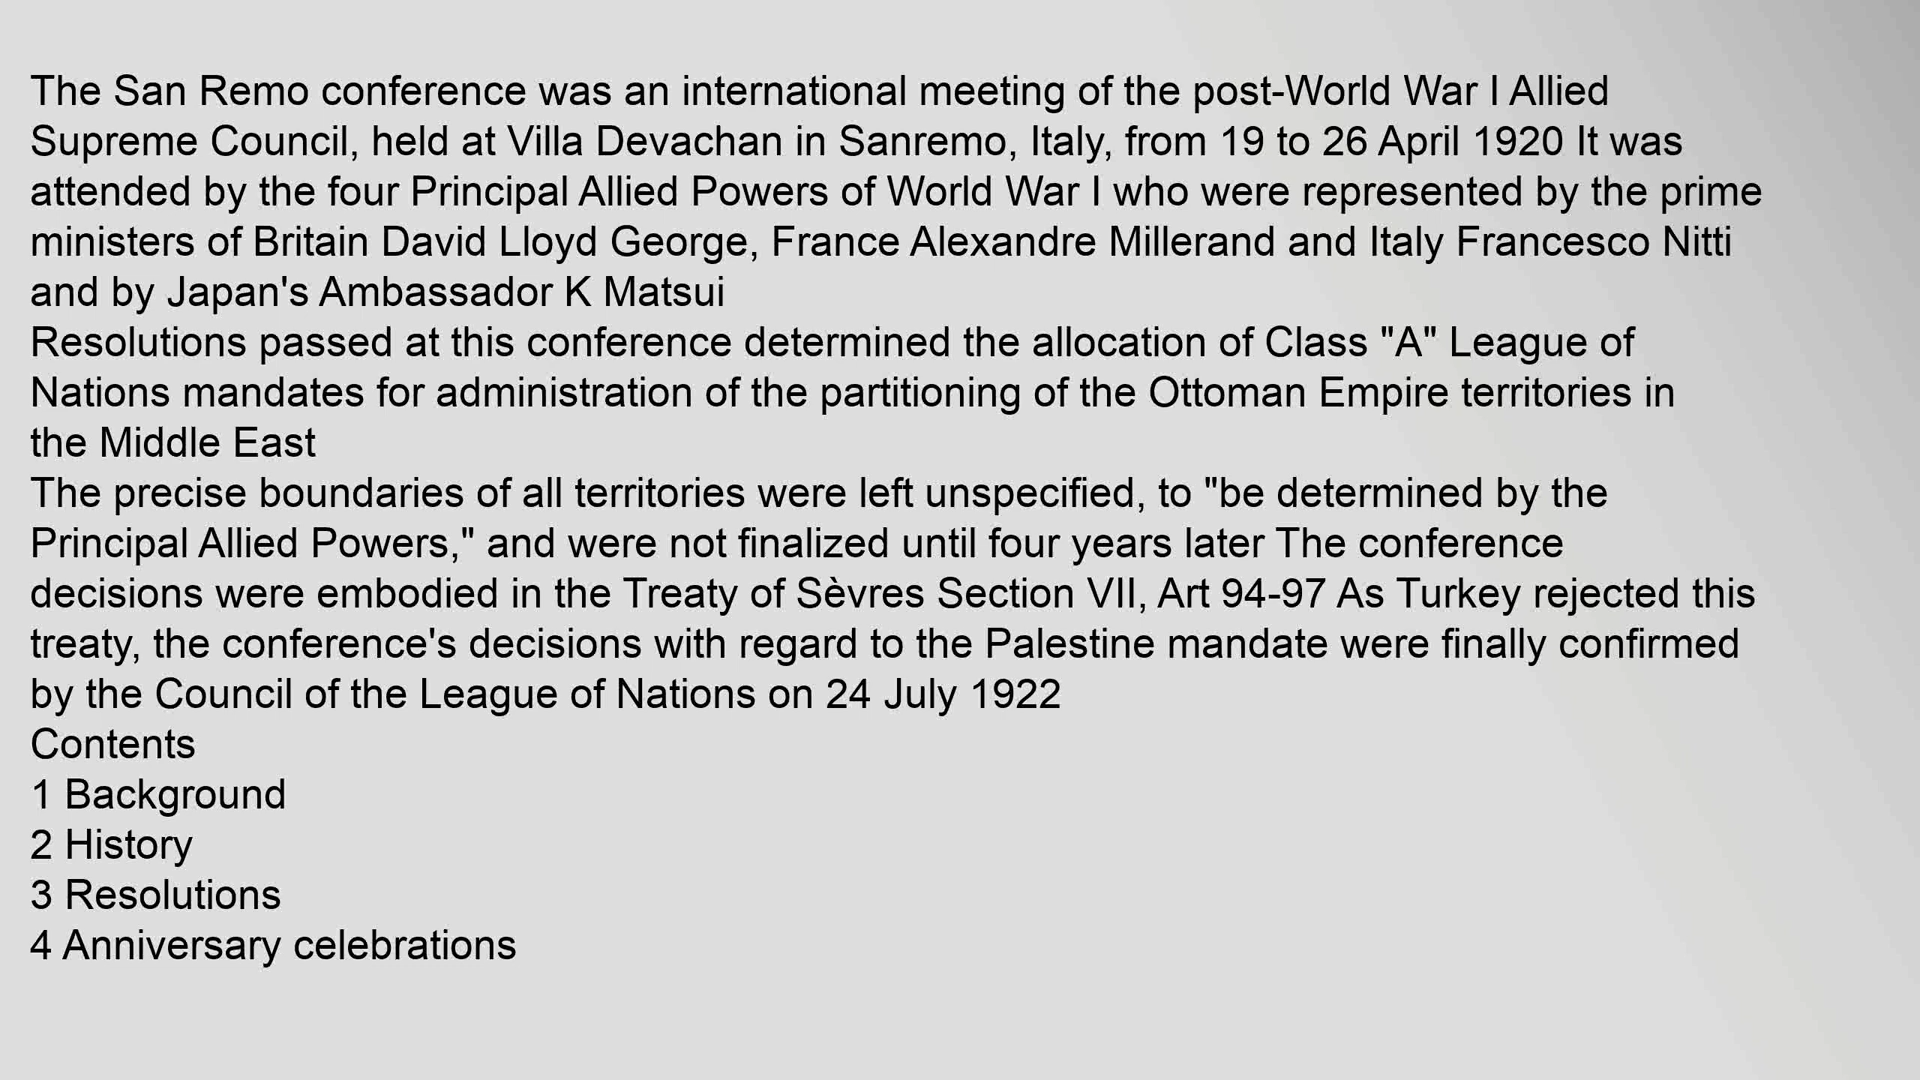 The San Remo conference was an international meeting of the post-World War I Allied
Supreme Council, held at Villa Devachan in Sanremo, Italy, from 19 to 26 April 1920 It was
attended by the four Principal Allied Powers of World War I who were represented by the prime
ministers of Britain David Lloyd George, France Alexandre Millerand and Italy Francesco Nitti
and by Japan's Ambassador K Matsui
Resolutions passed at this conference determined the allocation of Class "A" League of
Nations mandates for administration of the partitioning of the Ottoman Empire territories in
the Middle East
The precise boundaries of all territories were left unspecified, to "be determined by the
Principal Allied Powers," and were not finalized until four years later The conference
decisions were embodied in the Treaty of Sèvres Section VII, Art 94-97 As Turkey rejected this
treaty, the conference's decisions with regard to the Palestine mandate were finally confirmed
by the Council of the League of Nations on 24 July 1922
Contents
1 Background
2 History
3 Resolutions
4 Anniversary celebrations